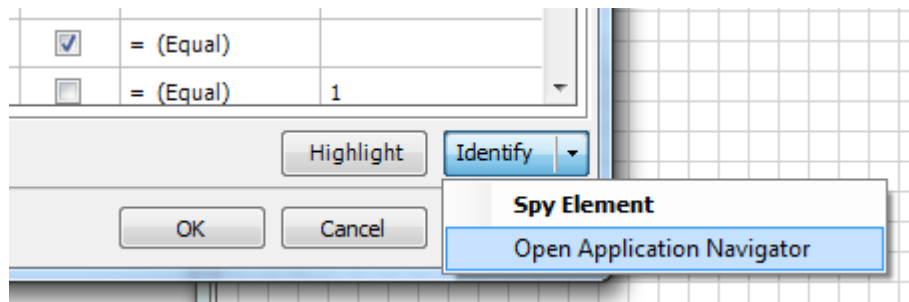 = (Equal)
= (Equal) 1
Highlight Identify
Spy Element
OK Cancel
Open Application Navigator